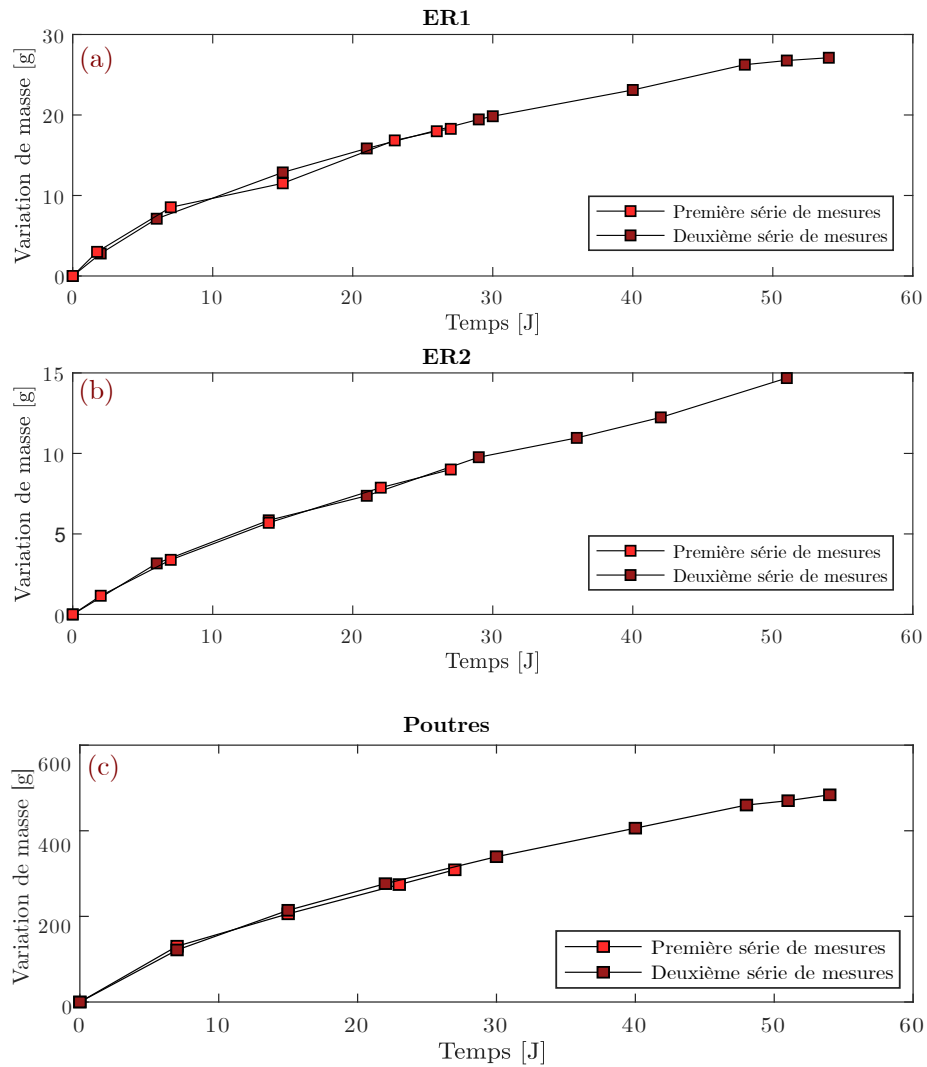 ER1
(a)
Variation de masse [g]
30
20
10
0
0 10 20 30 40 50 60
Temps [J]
Première série de mesures
Deuxième série de mesures
ER2
(b)
Variation de masse [g]
15
10
5
0
0 10 20 30 40 50 60
Temps [J]
Première série de mesures
Deuxième série de mesures
Poutres
(c)
Variation de masse [g]
600
400
200
0
0 10 20 30 40 50 60
Temps [J]
Première série de mesures
Deuxième série de mesures